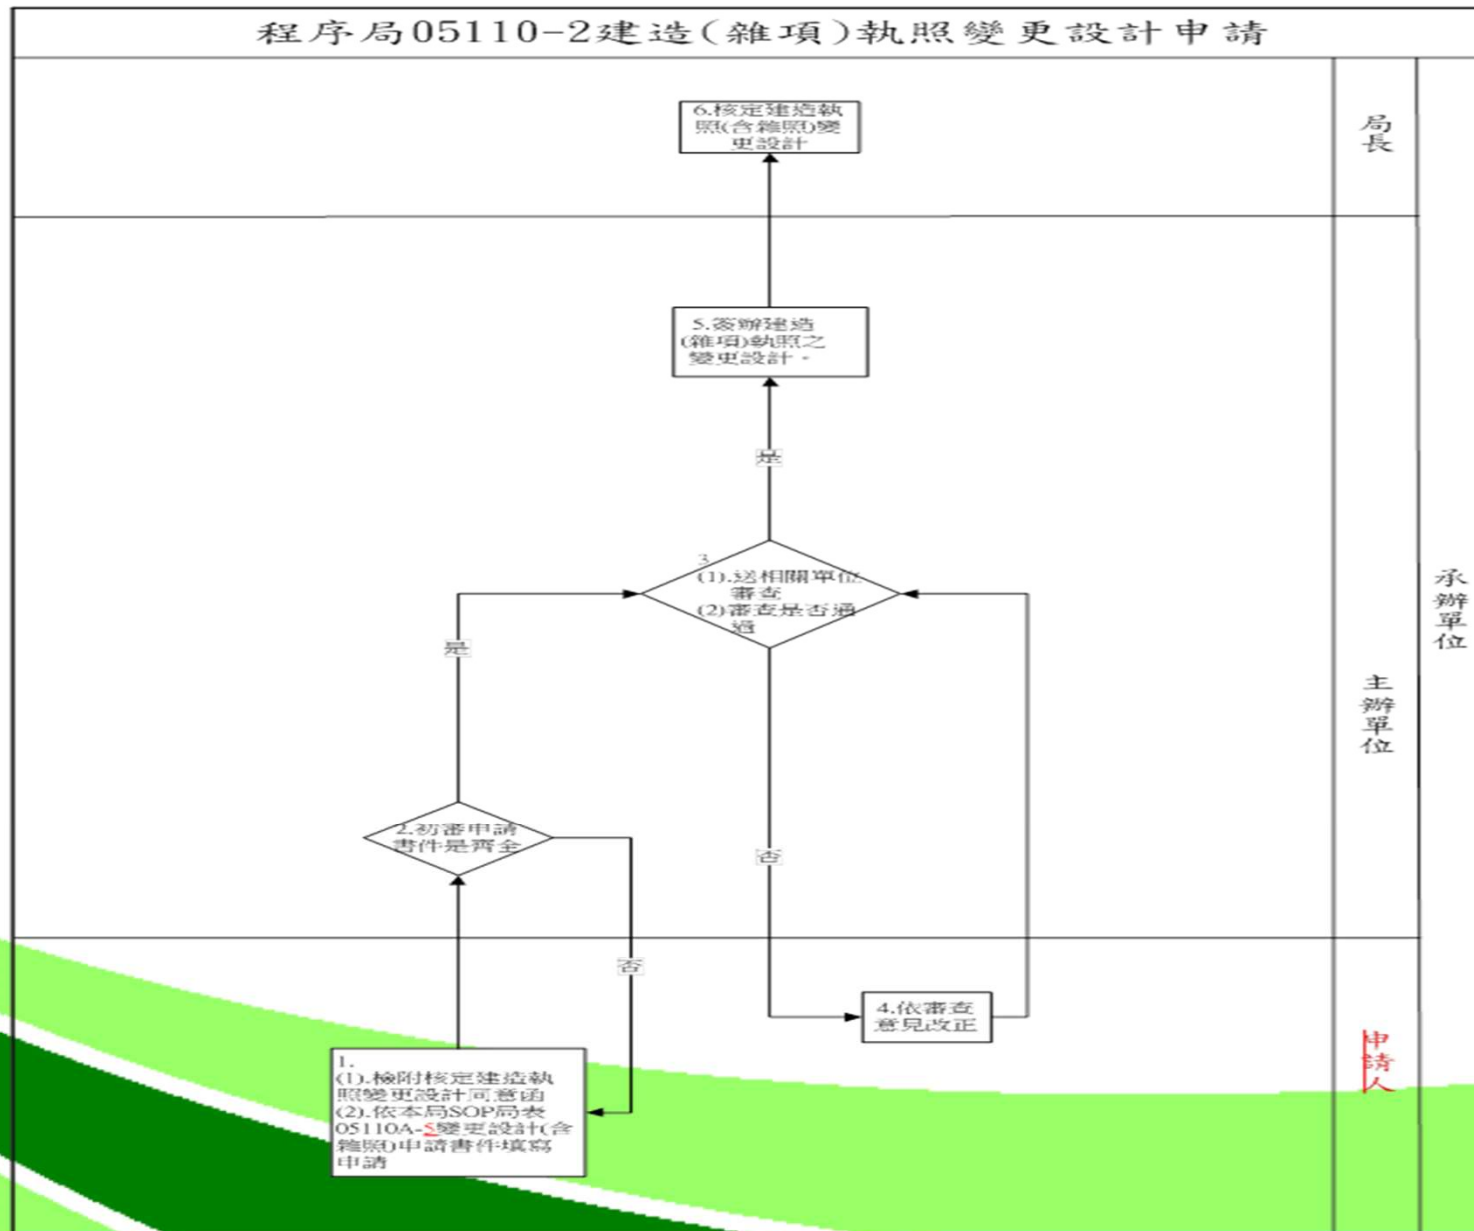 程序局05110-2建造(雜項)執照變更設計申請
6.核定建造執
照(含雜照)變
更設計
局長
5.簽辦建造
(雜項)執照之
變更設計。
是
3
(1).送相關單位
審查
(2)審查是否通
過
是
承辦單位
主辦單位
2.初審申請
書件是齊全
否
否
4.依審查
意見改正
申請人
1.
(1).檢附核定建造執
照變更設計同意函
(2).依本局SOP局表
05110A-5變更設計(含
雜照)申請書件填寫
申請